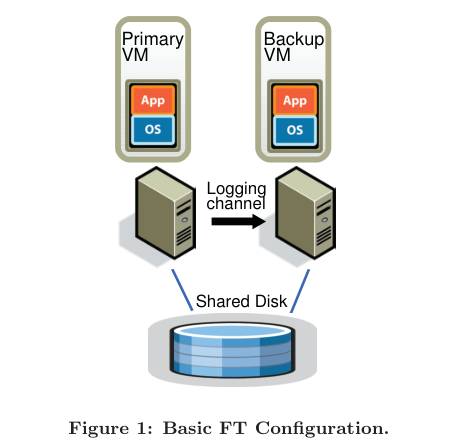 Primary
VM
App
OS
Backup
VM
App
OS
Logging
channel
Shared Disk
Figure 1: Basic FT Configuration.